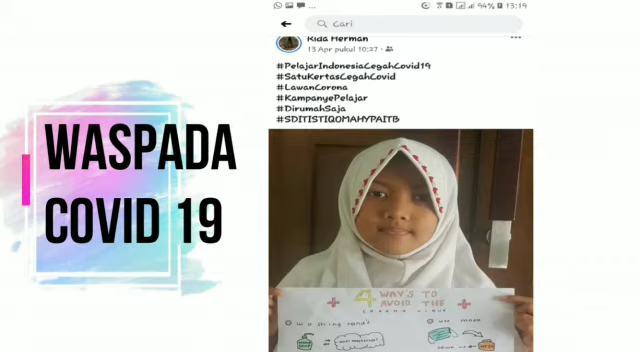 WASPADA
COVID 19
94% 13:19
Cari
Rida Herman
13 Apr pukul 10:27
#PelajarIndonesiaCegahCovid19
#SatuKertasCegahCovid
#LawanCorona
#KampanyePelajar
#DirumahSaja
#SDITISTIQOMAHYPAITB
4 WAY'S TO
AVOID THE
CORONA VIRUS